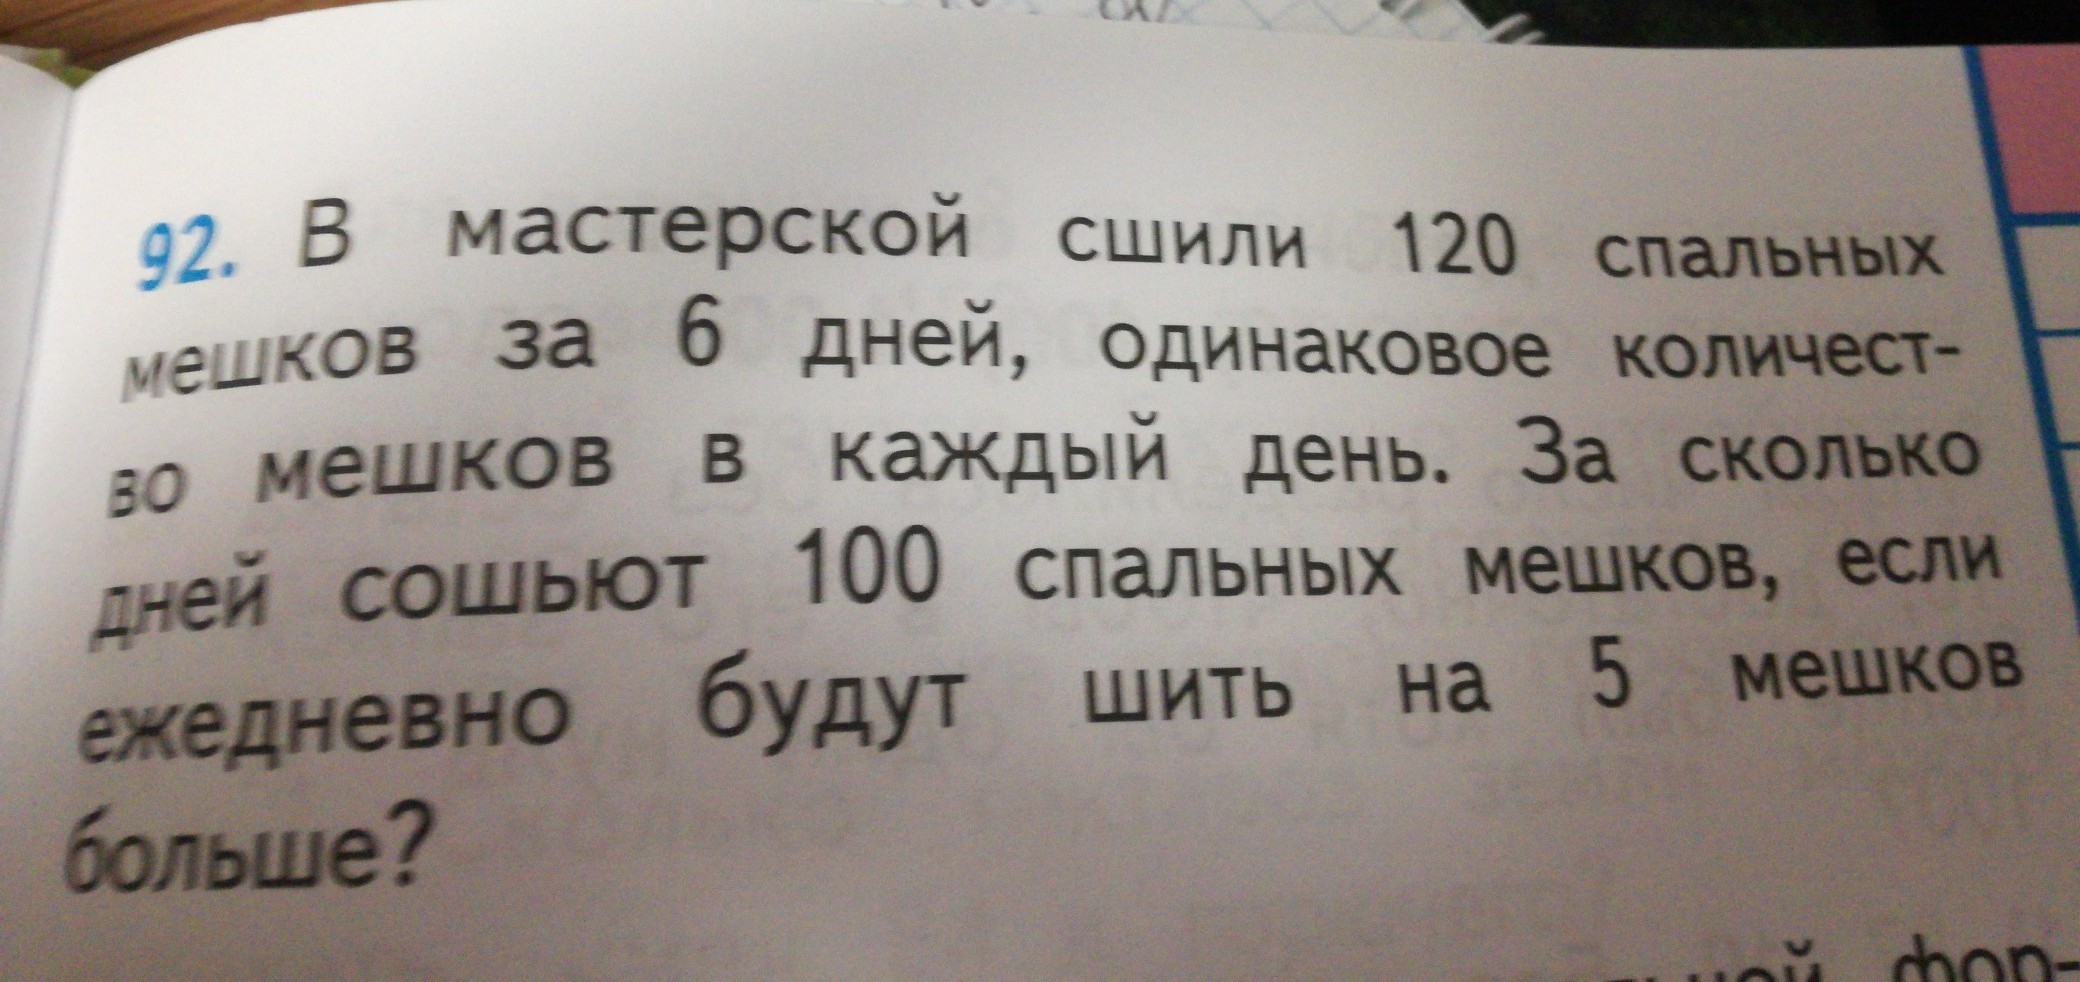 92. В мастерской сшили 120 спальных
мешков за 6 дней, одинаковое количест-
во мешков в каждый день. За сколько
дней сошьют 100 спальных мешков, если
ежедневно будут шить на 5 мешков
больше?
фор-